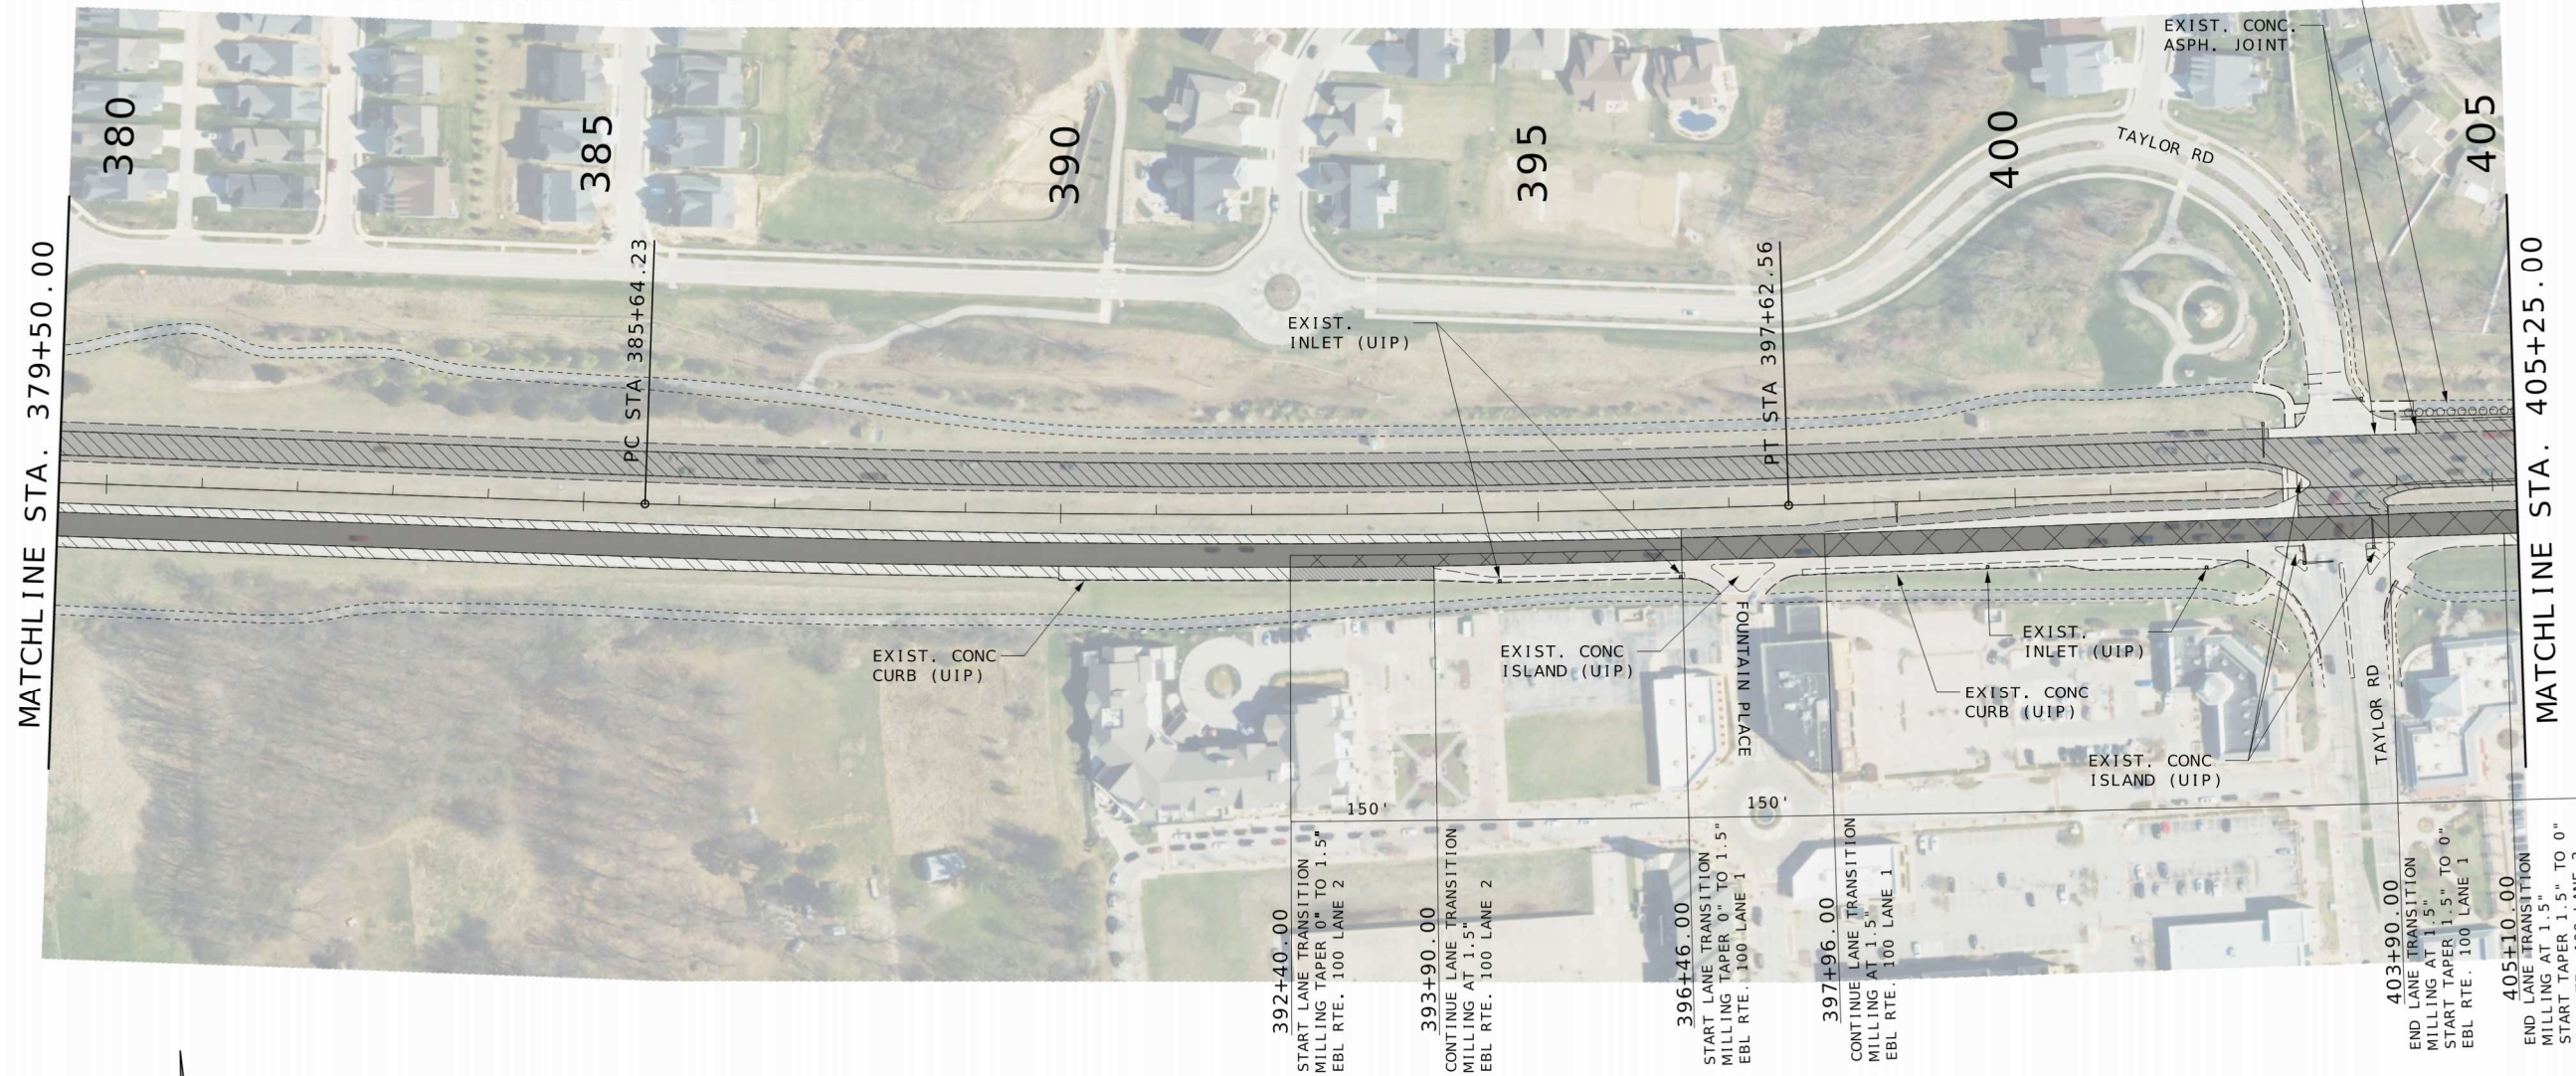 EXIST. CONC.
ASPH. JOINT
380
385
390
395
400
405
TAYLOR RD
MATCHLINE STA. 379+50.00
PC STA 385+64.23
EXIST.
INLET (UIP)
PT STA 397+62.56
MATCHLINE STA. 405+25.00
EXIST. CONC
CURB (UIP)
EXIST. CONC
ISLAND (UIP)
FOUNTAIN PLACE
EXIST.
INLET (UIP)
EXIST. CONC
CURB (UIP)
TAYLOR RD
EXIST. CONC
ISLAND (UIP)
150'
150'
392+40.00
START LANE TRANSITION
MILLING TAPER 0" TO 1.5"
EBL RTE. 100 LANE 2
393+90.00
CONTINUE LANE TRANSITION
MILLING AT 1.5"
EBL RTE. 100 LANE 2
396+46.00
START LANE TRANSITION
MILLING TAPER 0" TO 1.5"
EBL RTE. 100 LANE 1
397+96.00
CONTINUE LANE TRANSITION
MILLING AT 1.5"
EBL RTE. 100 LANE 1
403+90.00
END LANE TRANSITION
MILLING AT 1.5"
START TAPER 1.5" TO 0"
EBL RTE. 100 LANE 1
405+10.00
END LANE TRANSITION
MILLING AT 1.5"
START TAPER 1.5" TO 0"